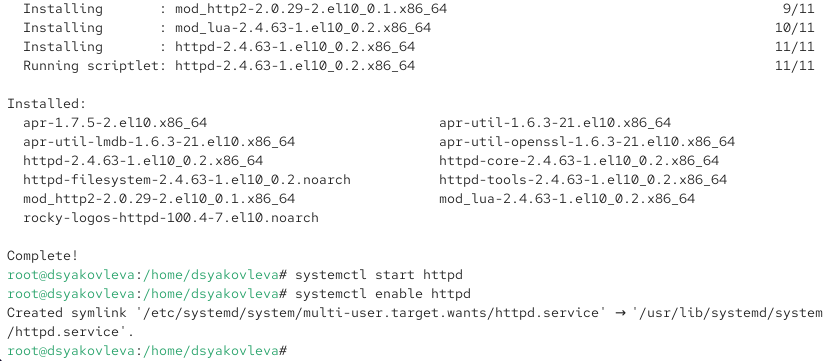 Installing       : mod_http2-2.0.29-2.el10_0.1.x86_64                                         9/11
Installing       : mod_lua-2.4.63-1.el10_0.2.x86_64                                          10/11
Installing       : httpd-2.4.63-1.el10_0.2.x86_64                                            11/11
Running scriptlet: httpd-2.4.63-1.el10_0.2.x86_64                                            11/11
Installed:
apr-1.7.5-2.el10.x86_64                             apr-util-1.6.3-21.el10.x86_64
apr-util-lmdb-1.6.3-21.el10.x86_64                  apr-util-openssl-1.6.3-21.el10.x86_64
httpd-2.4.63-1.el10_0.2.x86_64                      httpd-core-2.4.63-1.el10_0.2.x86_64
httpd-filesystem-2.4.63-1.el10_0.2.noarch           httpd-tools-2.4.63-1.el10_0.2.x86_64
mod_http2-2.0.29-2.el10_0.1.x86_64                  mod_lua-2.4.63-1.el10_0.2.x86_64
rocky-logos-httpd-100.4-7.el10.noarch
Complete!
root@dsyakovleva:/home/dsyakovleva# systemctl start httpd
root@dsyakovleva:/home/dsyakovleva# systemctl enable httpd
Created symlink '/etc/systemd/system/multi-user.target.wants/httpd.service' → '/usr/lib/systemd/system
/httpd.service'.
root@dsyakovleva:/home/dsyakovleva#